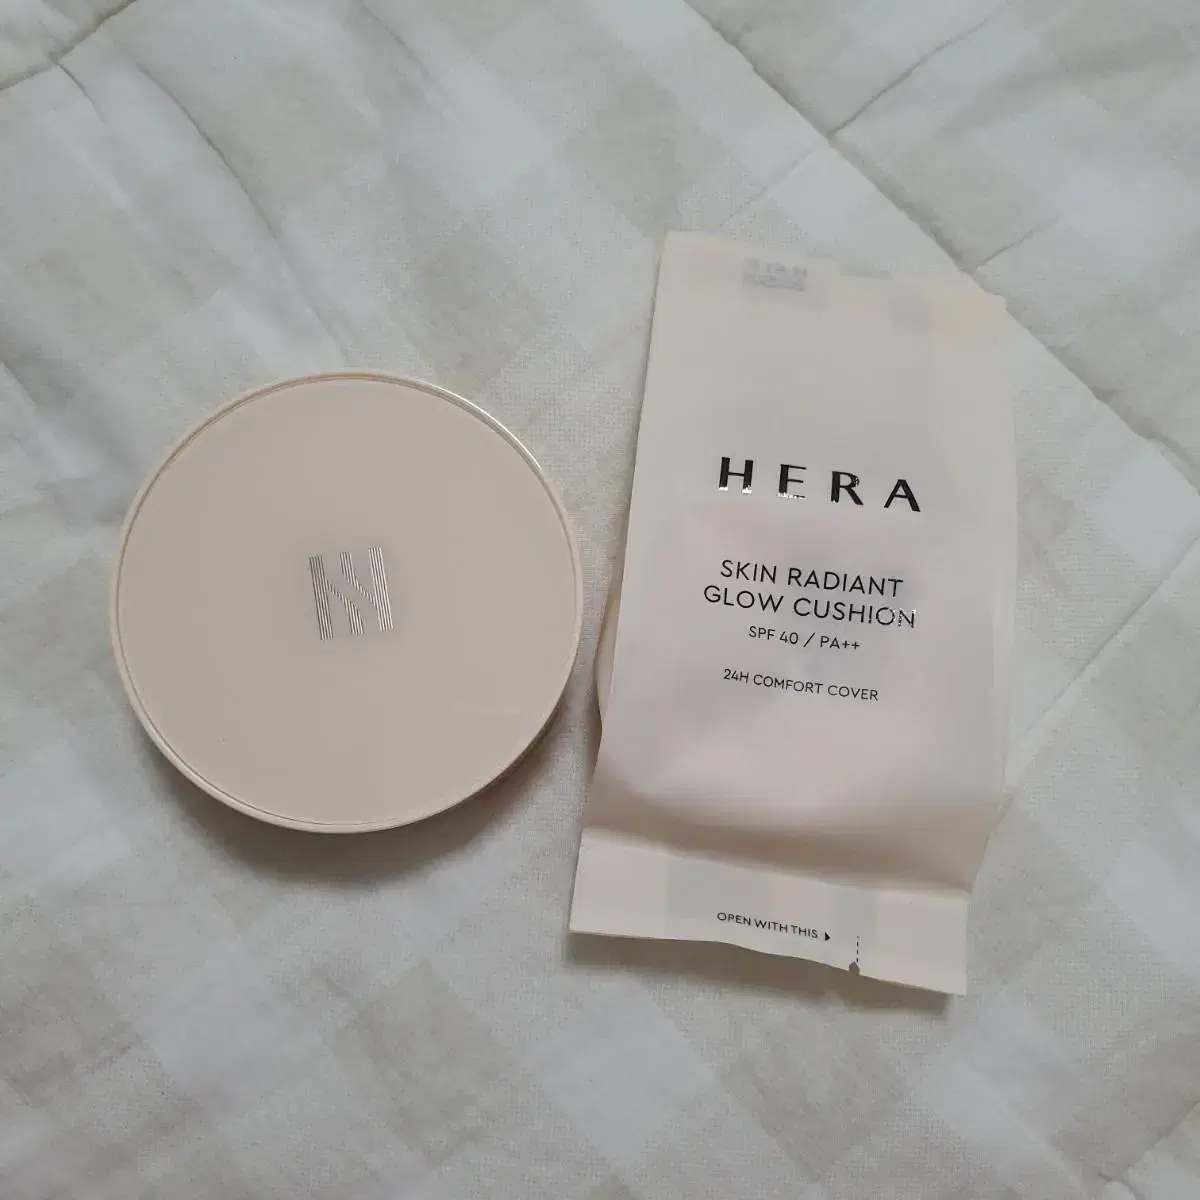 HERA
SKIN RADIANT
GLOW CUSHION
SPF 40 / PA++
24H COMFORT COVER
OPEN WITH THIS